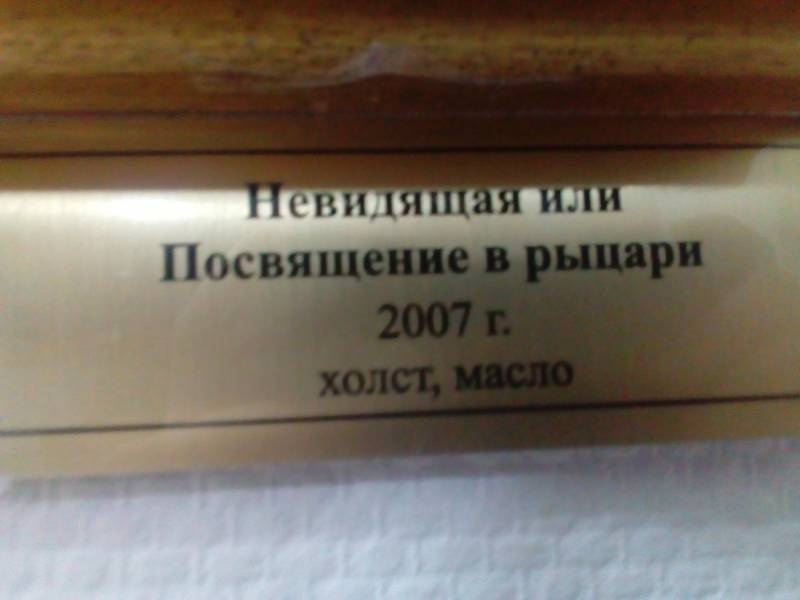 Невидящая или
Посвящение в рыцари
2007 г.
холст, масло